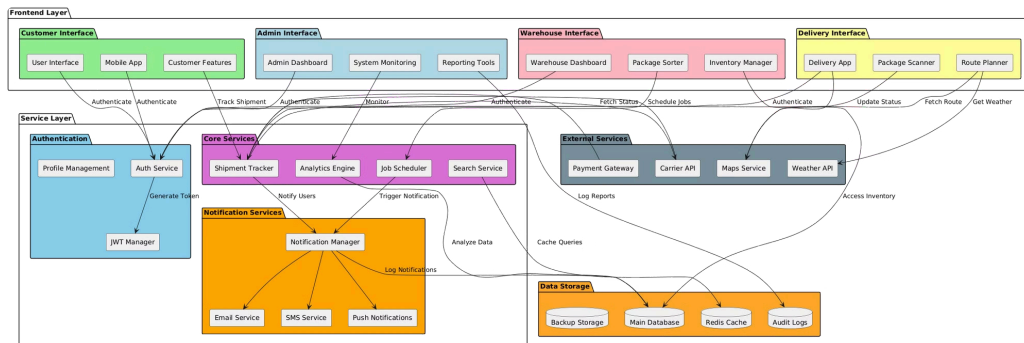 Frontend Layer
Customer Interface
Admin Interface
Warehouse Interface
Delivery Interface
User Interface
Mobile App
Customer Features
Admin Dashboard
System Monitoring
Reporting Tools
Warehouse Dashboard
Package Sorter
Inventory Manager
Delivery App
Package Scanner
Route Planner
Authenticate
Authenticate
Track Shipment
Authenticate
Monitor
Authenticate
Fetch Status
Schedule Jobs
Authenticate
Update Status
Fetch Route
Get Weather
Service Layer
Authentication
Core Services
External Services
Profile Management
Auth Service
Shipment Tracker
Analytics Engine
Job Scheduler
Search Service
Payment Gateway
Carrier API
Maps Service
Weather API
Generate Token
Notify Users
Trigger Notification
Log Reports
Access Inventory
Notification Services
JWT Manager
Notification Manager
Analyze Data
Cache Queries
Log Notifications
Data Storage
Email Service
SMS Service
Push Notifications
Backup Storage
Main Database
Redis Cache
Audit Logs